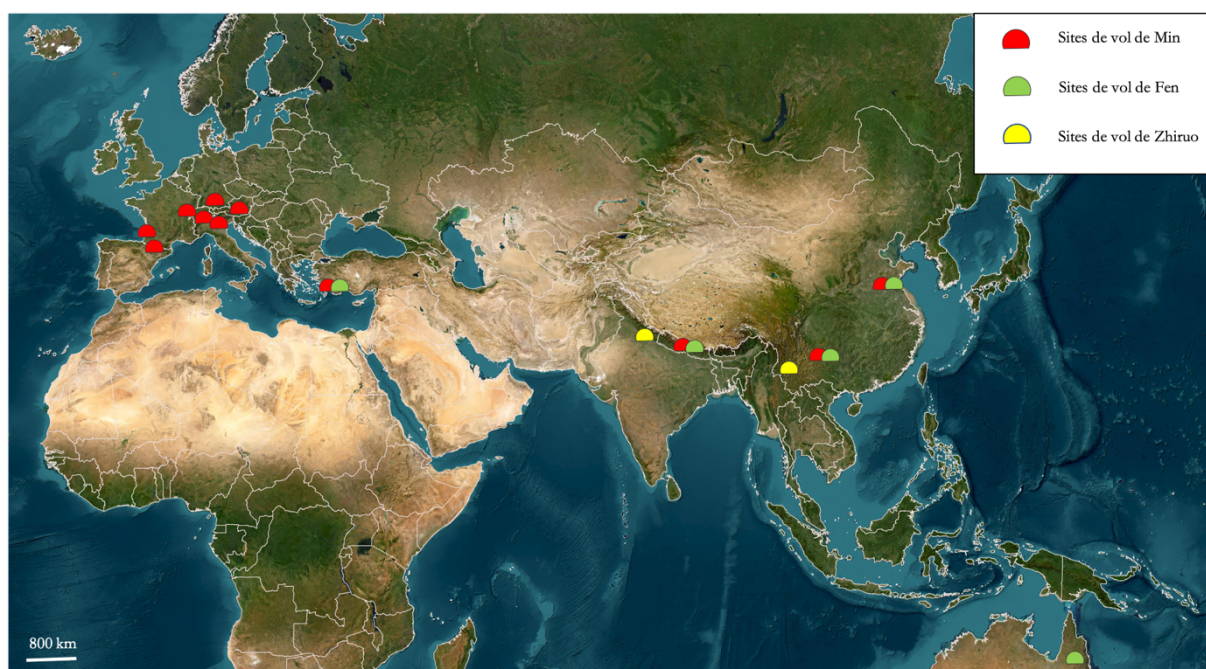 Sites de vol de Min
Sites de vol de Fen
Sites de vol de Zhiruo
800 km